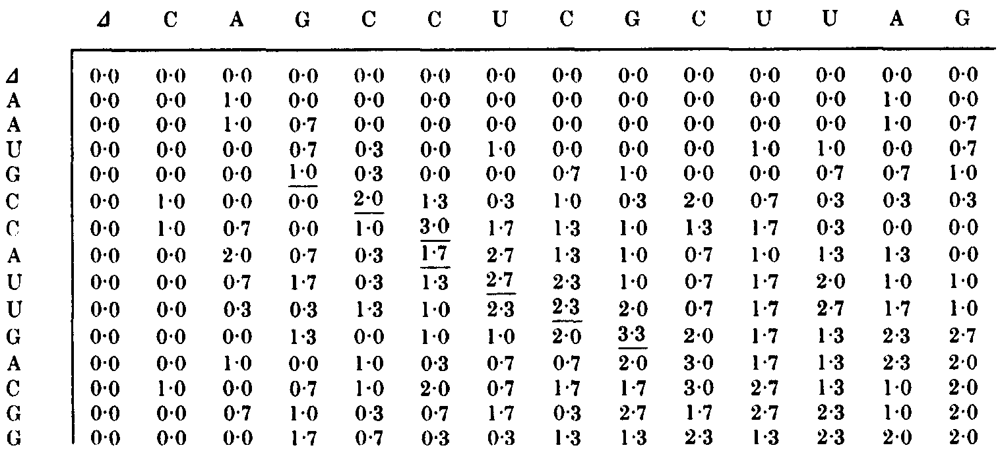 Δ C A G C C U C G C U U A G
Δ 0·0 0·0 0·0 0·0 0·0 0·0 0·0 0·0 0·0 0·0 0·0 0·0 0·0 0·0
A 0·0 0·0 1·0 0·0 0·0 0·0 0·0 0·0 0·0 0·0 0·0 0·0 1·0 0·0
A 0·0 0·0 1·0 0·7 0·0 0·0 0·0 0·0 0·0 0·0 0·0 0·0 1·0 0·7
U 0·0 0·0 0·0 0·7 0·3 0·0 1·0 0·0 0·0 0·0 1·0 1·0 0·0 0·7
G 0·0 0·0 0·0 1·0 0·3 0·0 0·0 0·7 1·0 0·0 0·0 0·7 0·7 1·0
C 0·0 1·0 0·0 0·0 2·0 1·3 0·3 1·0 0·3 2·0 0·7 0·3 0·3 0·3
C 0·0 1·0 0·7 0·0 1·0 3·0 1·7 1·3 1·0 1·3 1·7 0·3 0·0 0·0
A 0·0 0·0 2·0 0·7 0·3 1·7 2·7 1·3 1·0 0·7 1·0 1·3 1·3 0·0
U 0·0 0·0 0·7 1·7 0·3 1·3 2·7 2·3 1·0 0·7 1·7 2·0 1·0 1·0
U 0·0 0·0 0·3 0·3 1·3 1·0 2·3 2·3 2·0 0·7 1·7 2·7 1·7 1·0
G 0·0 0·0 0·0 1·3 0·0 1·0 1·0 2·0 3·3 2·0 1·7 1·3 2·3 2·7
A 0·0 0·0 1·0 0·0 1·0 0·3 0·7 0·7 2·0 3·0 1·7 1·3 2·3 2·0
C 0·0 1·0 0·0 0·7 1·0 2·0 0·7 1·7 1·7 3·0 2·7 1·3 1·0 2·0
G 0·0 0·0 0·7 1·0 0·3 0·7 1·7 0·3 2·7 1·7 2·7 2·3 1·0 2·0
G 0·0 0·0 0·0 1·7 0·7 0·3 0·3 1·3 1·3 2·3 1·3 2·3 2·0 2·0